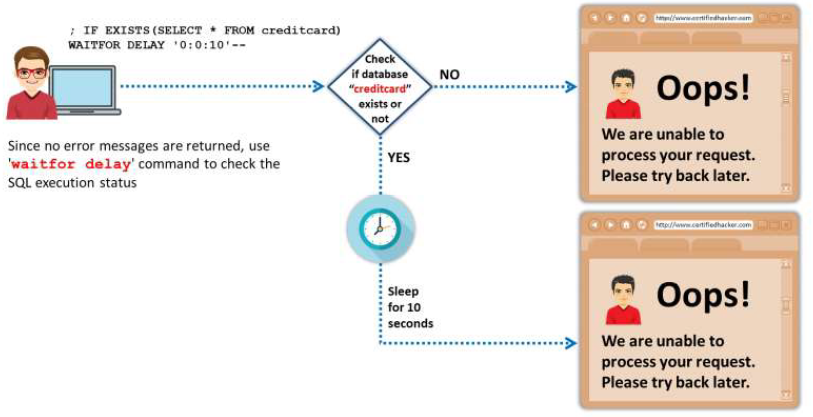 ; IF EXISTS(SELECT * FROM creditcard)
WAITFOR DELAY '0:0:10'--
Since no error messages are returned, use
'waitfor delay' command to check the
SQL execution status
Check
if database
"creditcard"
exists or
not
NO
YES
Sleep
for 10
seconds
http://www.certifiedhacker.com
Oops!
We are unable to
process your request.
Please try back later.
http://www.certifiedhacker.com
Oops!
We are unable to
process your request.
Please try back later.